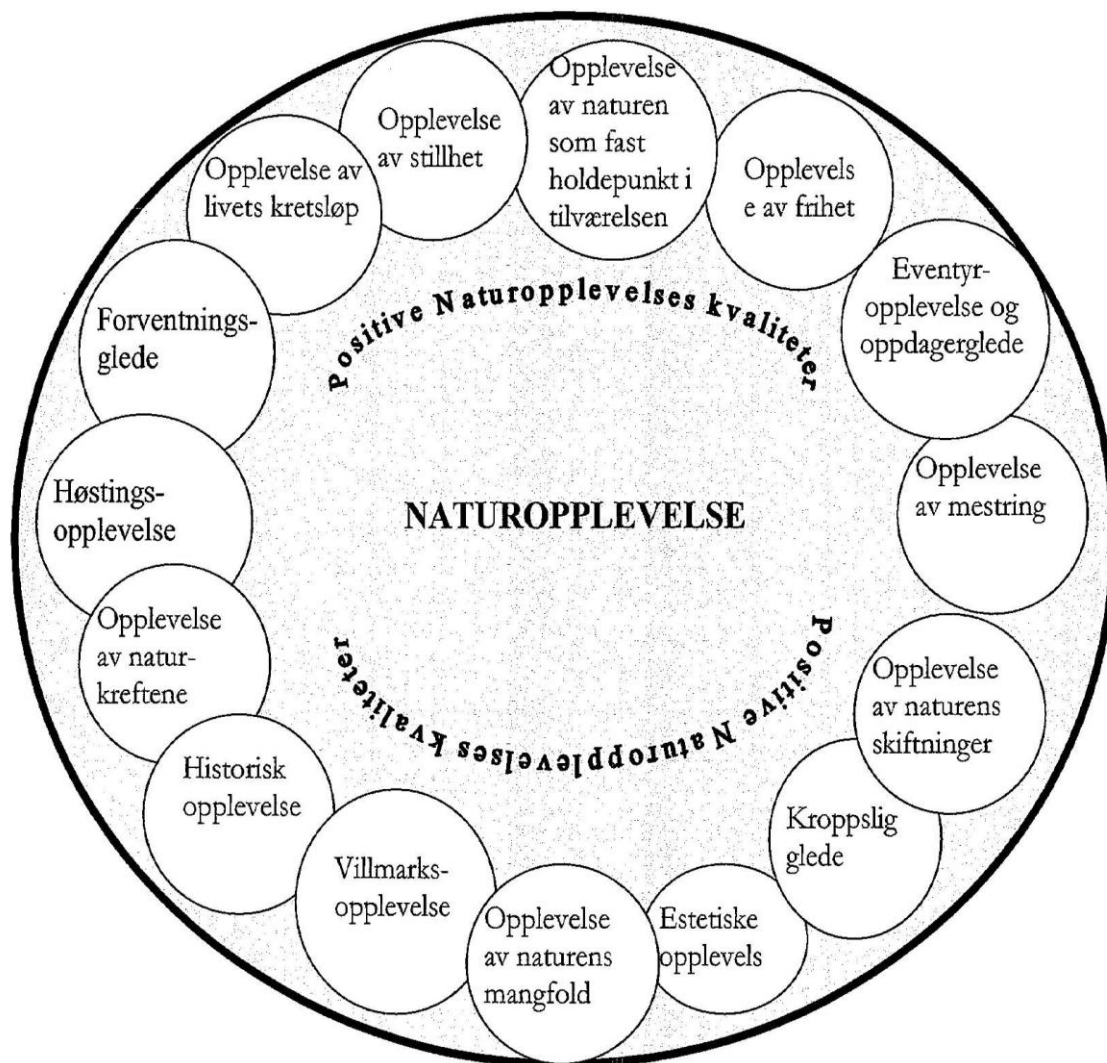 Opplevelse
av naturen
som fast
holdepunkt i
tilværelsen
Opplevels
e av frihet
Eventyr-
opplevelse og
oppdagerglede
Opplevelse
av mestring
Opplevelse
av naturens
skiftninger
Kroppslig
glede
Estetiske
opplevels
Opplevelse
av naturens
mangfold
Villmarks-
opplevelse
Historisk
opplevelse
Opplevelse
av natur-
kreftene
Høstings-
opplevelse
Forventnings-
glede
Opplevelse av
livets kretsløp
Opplevelse
av stillhet
Positive Naturopplevelses kvaliteter
NATUROPPLEVELSE
Positive Naturopplevelses kvaliteter